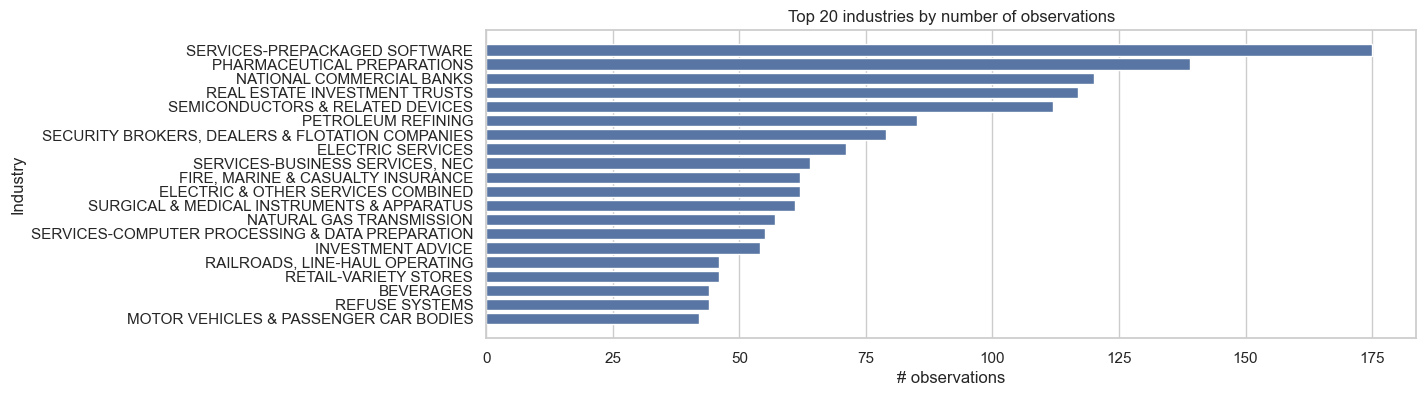 Top 20 industries by number of observations
Industry
SERVICES-PREPACKAGED SOFTWARE
PHARMACEUTICAL PREPARATIONS
NATIONAL COMMERCIAL BANKS
REAL ESTATE INVESTMENT TRUSTS
SEMICONDUCTORS & RELATED DEVICES
PETROLEUM REFINING
SECURITY BROKERS, DEALERS & FLOTATION COMPANIES
ELECTRIC SERVICES
SERVICES-BUSINESS SERVICES, NEC
FIRE, MARINE & CASUALTY INSURANCE
ELECTRIC & OTHER SERVICES COMBINED
SURGICAL & MEDICAL INSTRUMENTS & APPARATUS
NATURAL GAS TRANSMISSION
SERVICES-COMPUTER PROCESSING & DATA PREPARATION
INVESTMENT ADVICE
RAILROADS, LINE-HAUL OPERATING
RETAIL-VARIETY STORES
BEVERAGES
REFUSE SYSTEMS
MOTOR VEHICLES & PASSENGER CAR BODIES
0 25 50 75 100 125 150 175
# observations